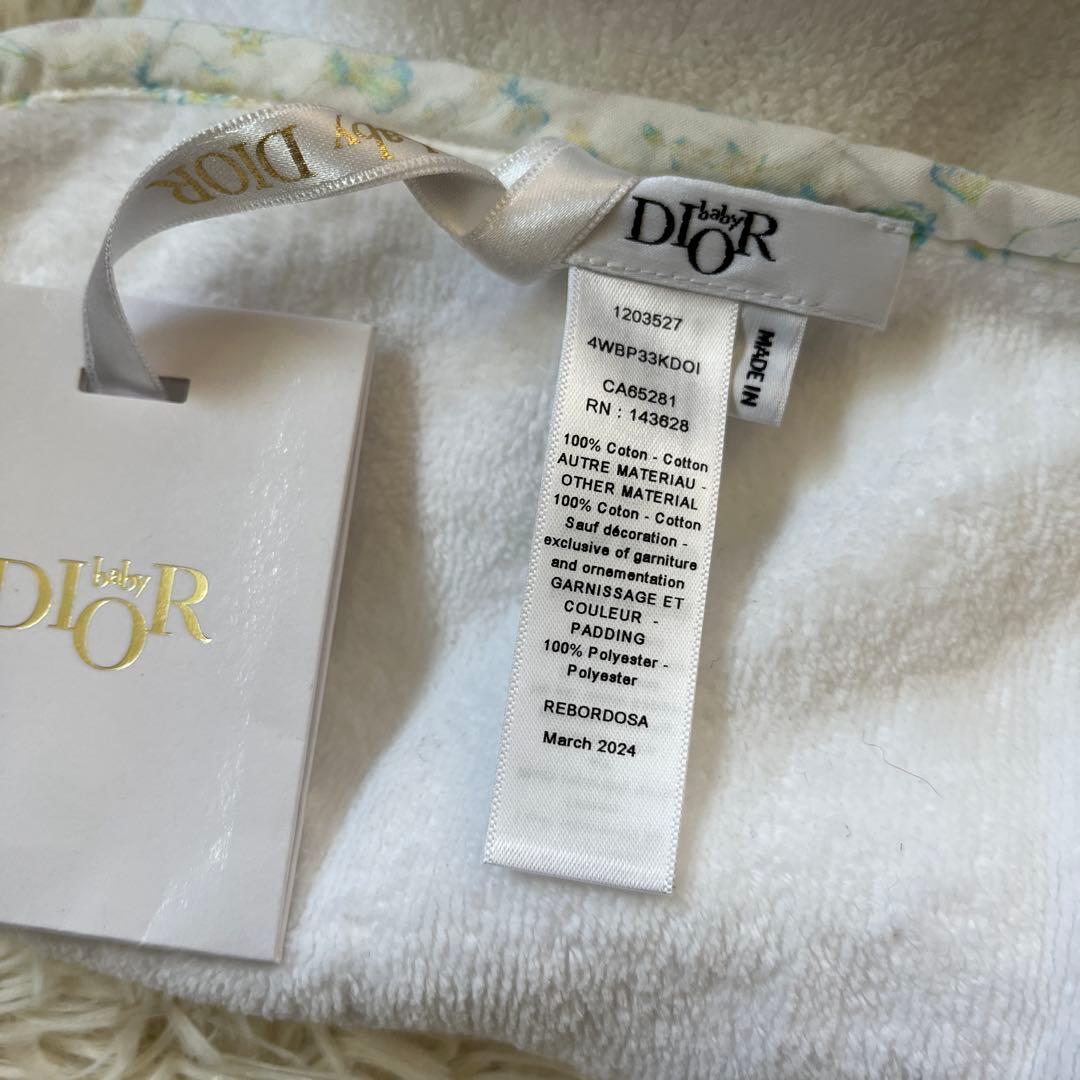 baby DIOR
baby DIOR
MADE IN
1203527
4WBP33KDOI
CA65281
RN : 143628
100% Coton - Cotton
AUTRE MATERIAU -
OTHER MATERIAL
100% Coton - Cotton
Sauf décoration -
exclusive of garniture
and ornementation
GARNISSAGE ET
COULEUR -
PADDING
100% Polyester -
Polyester
REBORDOSA
March 2024
baby DIOR